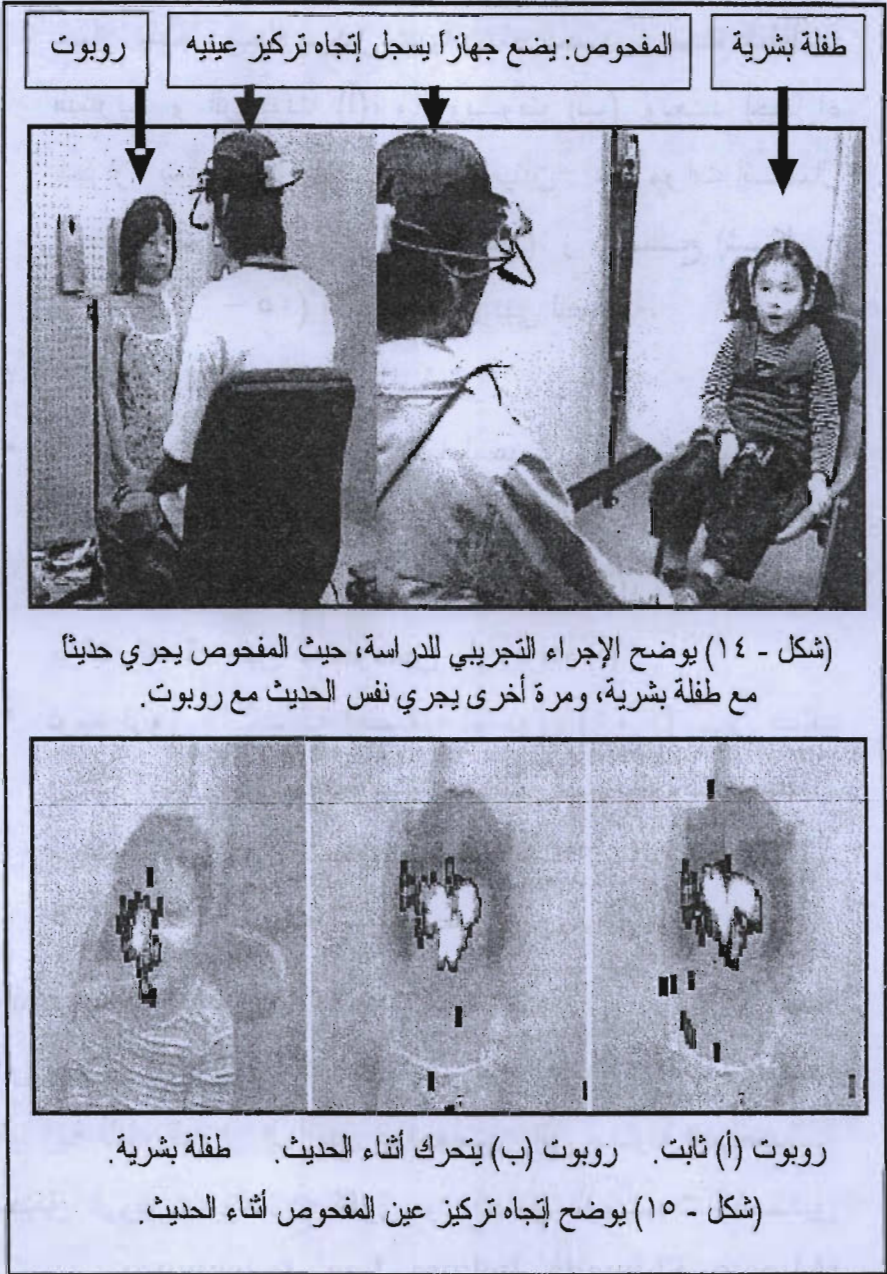 طفلة بشرية
المفحوص: يضع جهازاً يسجل إتجاه تركيز عينيه
روبوت
(شكل - ١٤) يوضح الإجراء التجريبي للدراسة، حيث المفحوص يجري حديثاً
مع طفلة بشرية، ومرة أخرى يجري نفس الحديث مع روبوت.
روبوت (أ) ثابت. روبوت (ب) يتحرك أثناء الحديث. طفلة بشرية.
(شكل - ١٥) يوضح إتجاه تركيز عين المفحوص أثناء الحديث.